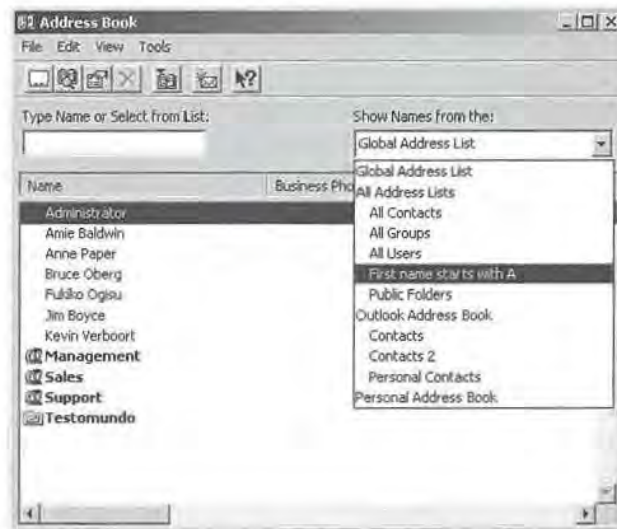 Address Book
File Edit View Tools
Type Name or Select from List:
Show Names from the:
Global Address List
Name
Business Pho
Global Address List
All Address Lists
All Contacts
All Groups
All Users
First name starts with A
Public Folders
Outlook Address Book
Contacts
Contacts 2
Personal Contacts
Personal Address Book
Administrator
Amie Baldwin
Anne Paper
Bruce Oberg
Fukiko Ogisu
Jim Boyce
Kevin Verboort
Management
Sales
Support
Testomundo